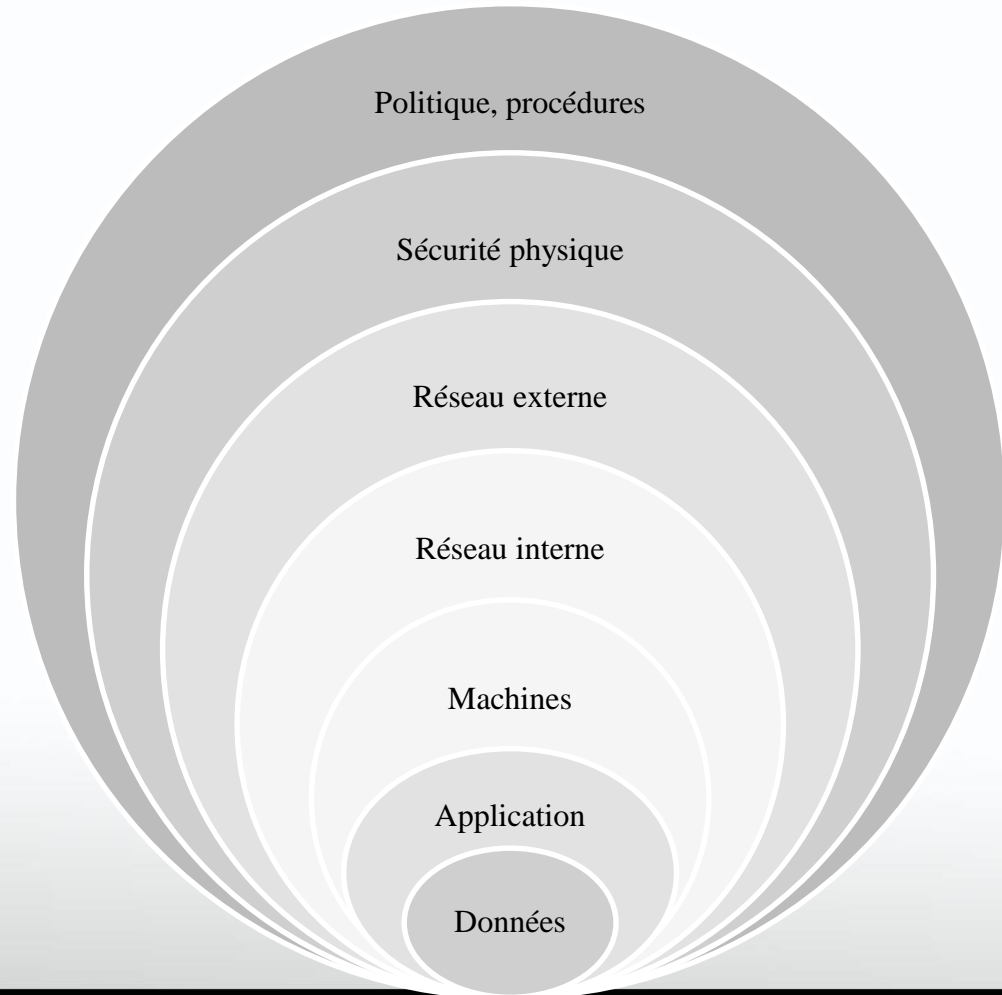 Politique, procédures
Sécurité physique
Réseau externe
Réseau interne
Machines
Application
Données